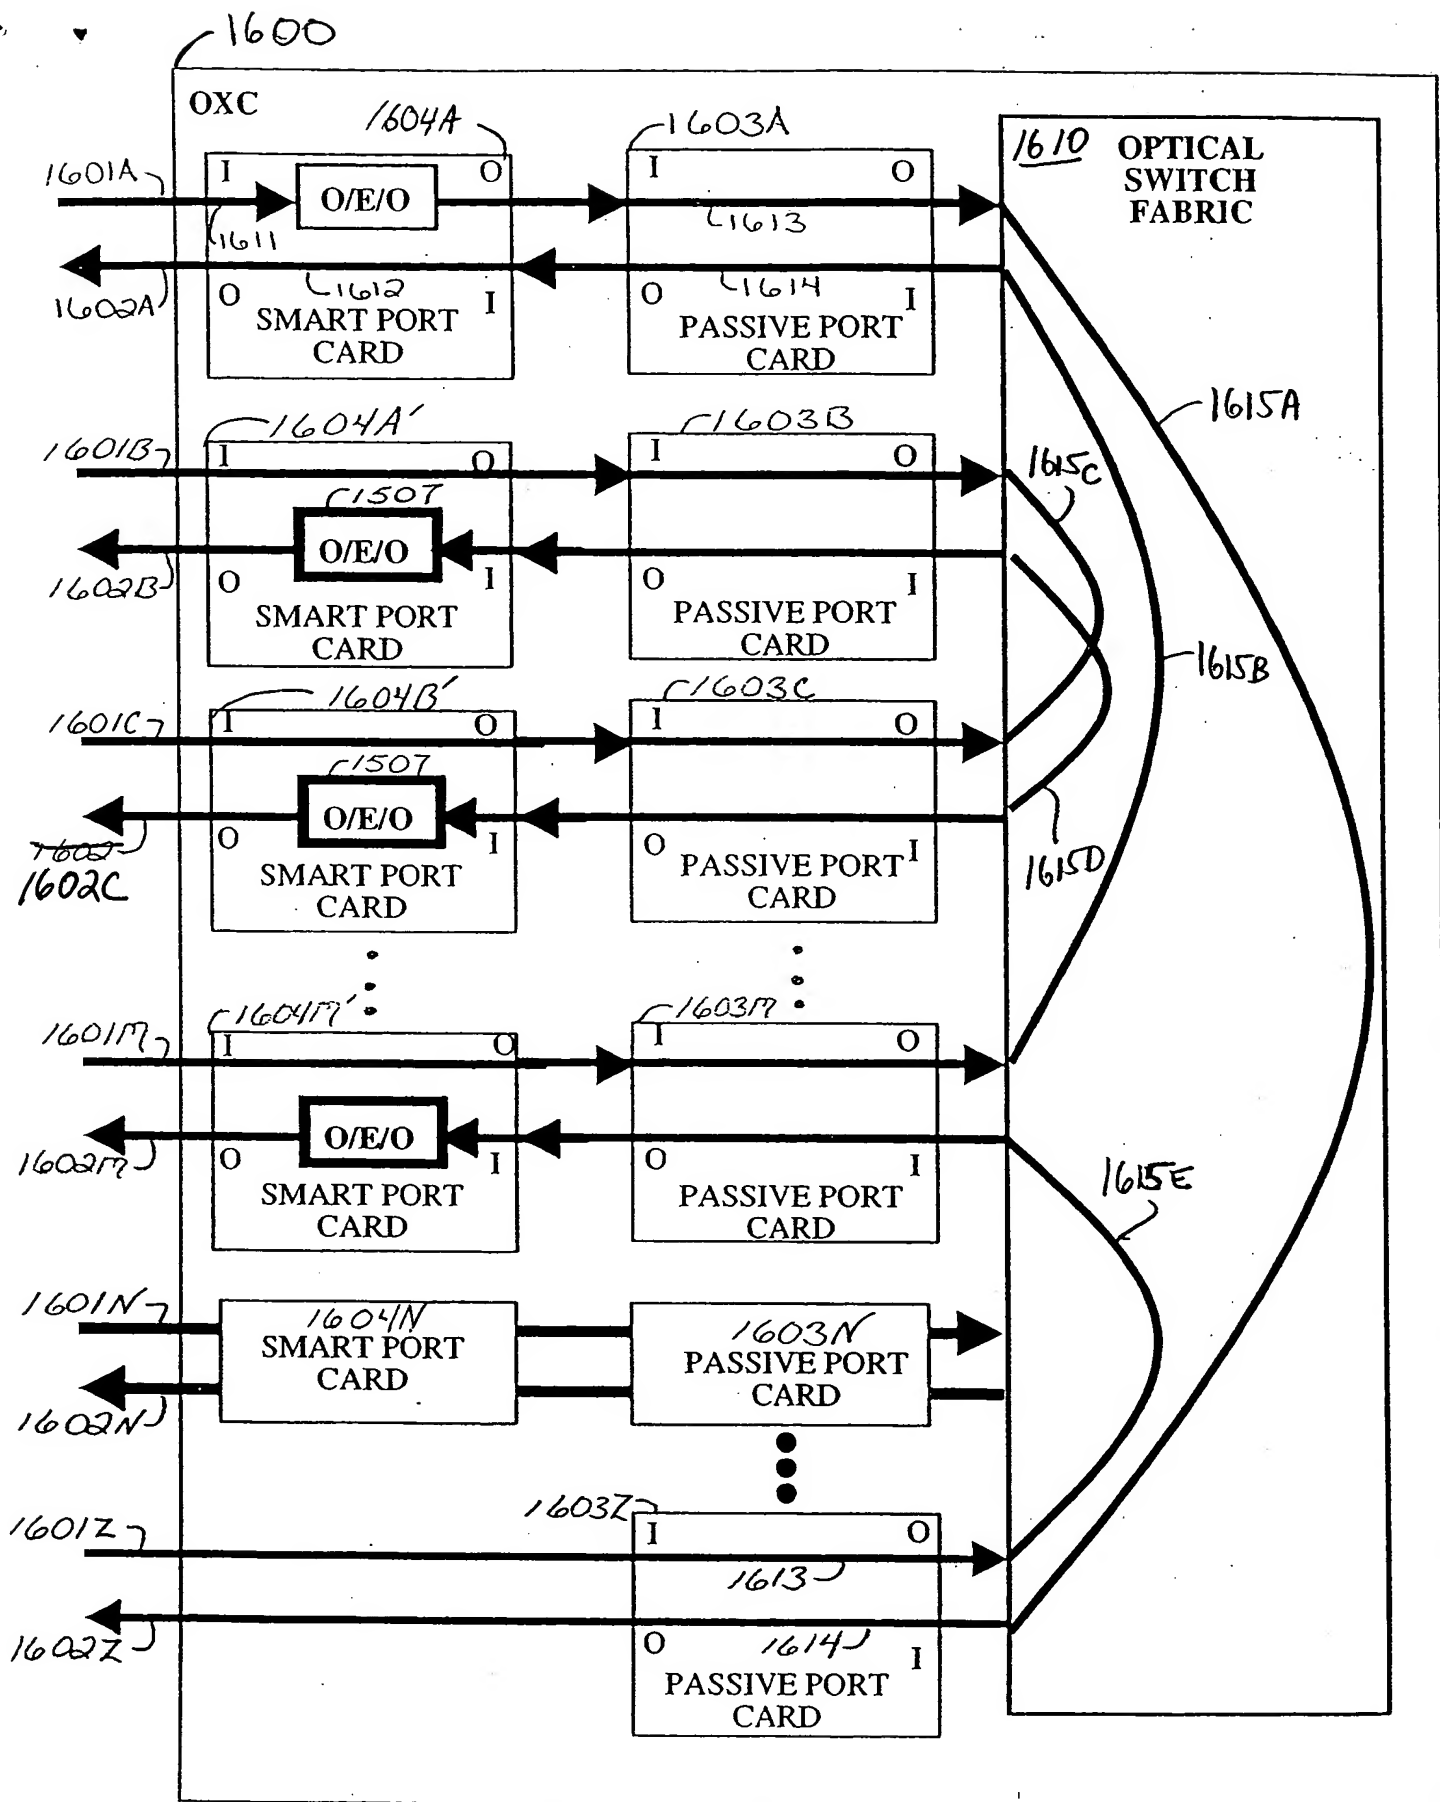 1600
OXC
1604A
1603A
1610 OPTICAL
SWITCH
FABRIC
1601A
I
O/E/O
O
I
O
1611
1613
1602A
O
1612
I
O
1614
I
SMART PORT
CARD
PASSIVE PORT
CARD
1615A
1604A'
1603B
1601B
I
O
I
O
1615C
1507
O/E/O
1602B
O
I
O
I
SMART PORT
CARD
PASSIVE PORT
CARD
1615B
1604B'
1603C
1601C
I
O
I
O
1507
O/E/O
1602
1602C
O
I
O
I
SMART PORT
CARD
PASSIVE PORT
CARD
1615D
1604M'
1603M
1601M
I
O
I
O
O/E/O
1602M
O
I
O
I
SMART PORT
CARD
PASSIVE PORT
CARD
1615E
1601N
1604N
SMART PORT
CARD
1603N
PASSIVE PORT
CARD
1602N
1603Z
1601Z
I
O
1613
1602Z
O
1614
I
PASSIVE PORT
CARD